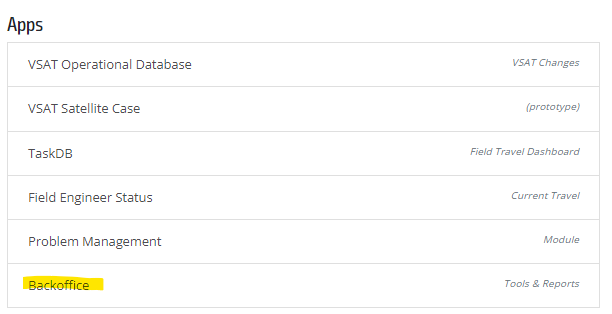 Apps
VSAT Operational Database VSAT Changes
VSAT Satellite Case (prototype)
TaskDB Field Travel Dashboard
Field Engineer Status Current Travel
Problem Management Module
Backoffice Tools & Reports